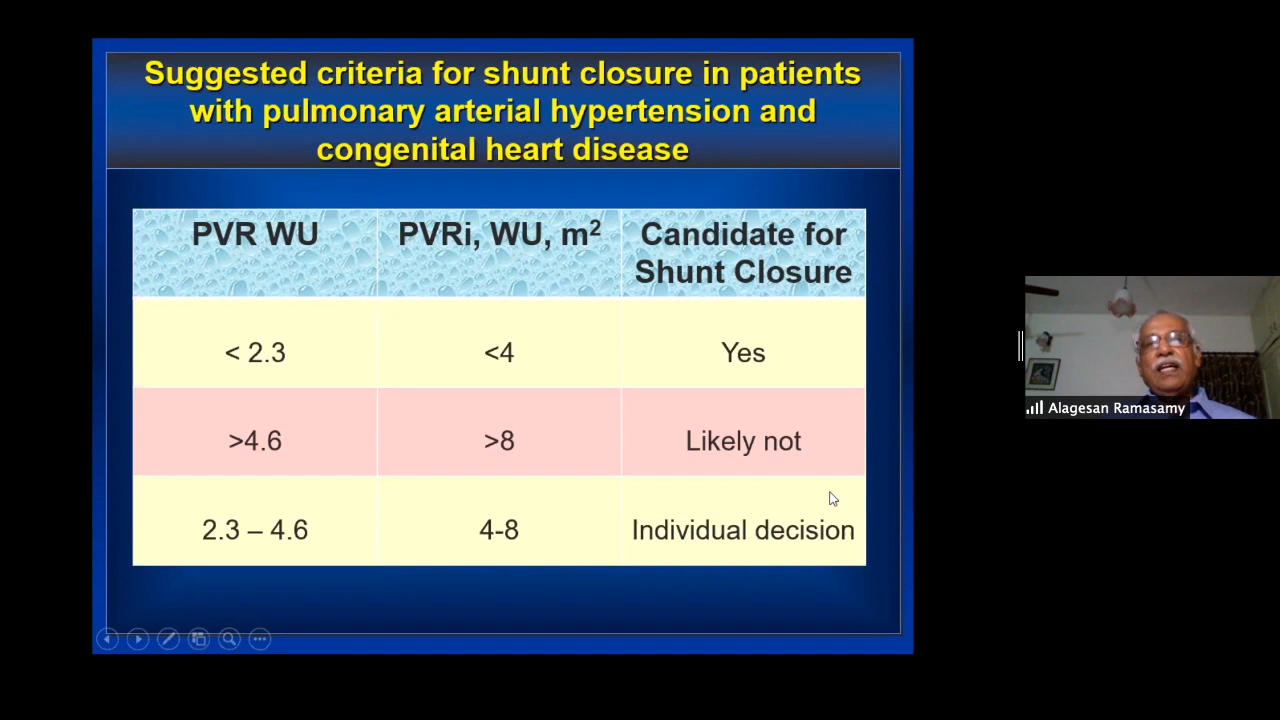 Suggested criteria for shunt closure in patients
with pulmonary arterial hypertension and
congenital heart disease
PVR WU
PVRi, WU, m²
Candidate for
Shunt Closure
< 2.3
<4
Yes
>4.6
>8
Likely not
2.3 – 4.6
4-8
Individual decision
Alagesan Ramasamy